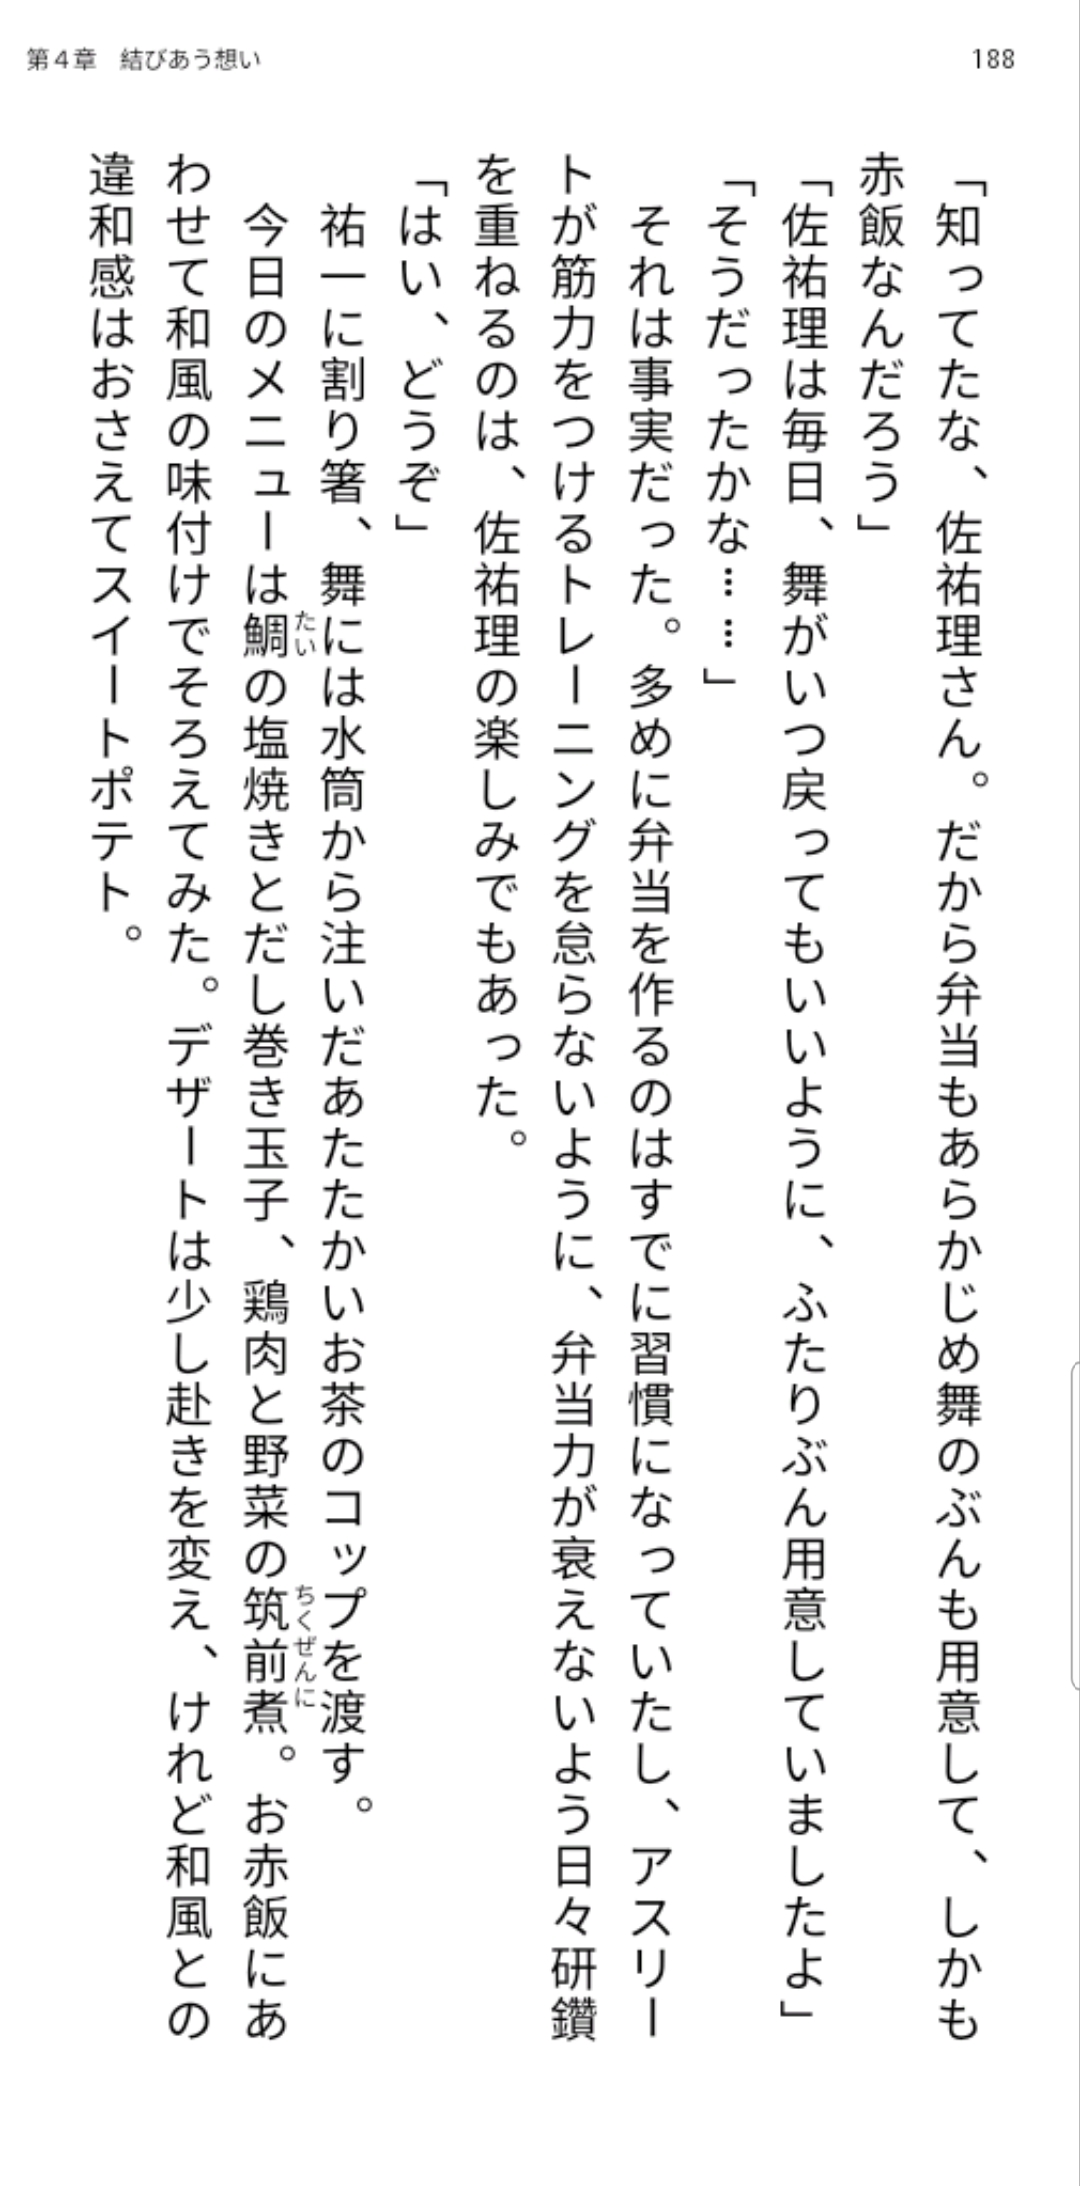 第４章　結びあう想い
188
「知ってたな、佐祐理さん。だから弁当もあらかじめ舞のぶんも用意して、しかも
赤飯なんだろう」
「佐祐理は毎日、舞がいつ戻ってもいいように、ふたりぶん用意していましたよ」
「そうだったかな……」
　それは事実だった。多めに弁当を作るのはすでに習慣になっていたし、アスリー
トが筋力をつけるトレーニングを怠らないように、弁当力が衰えないよう日々研鑽
を重ねるのは、佐祐理の楽しみでもあった。
「はい、どうぞ」
　祐一に割り箸、舞には水筒から注いだあたたかいお茶のコップを渡す。
たい
ちくぜんに
　今日のメニューは鯛の塩焼きとだし巻き玉子、鶏肉と野菜の筑前煮。お赤飯にあ
わせて和風の味付けでそろえてみた。デザートは少し赴きを変え、けれど和風との
違和感はおさえてスイートポテト。